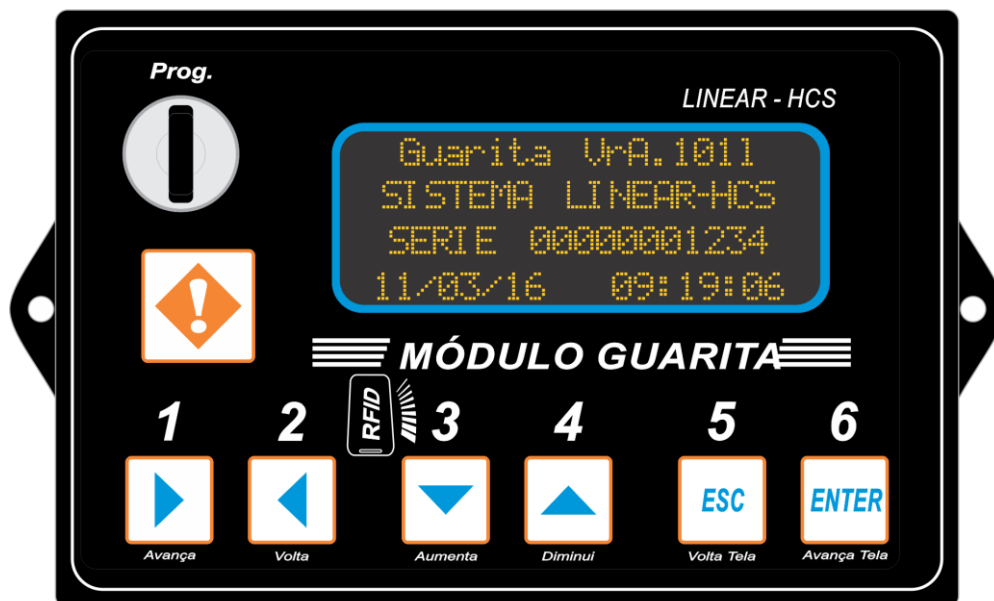 Prog.
LINEAR - HCS
Guarita VrA.1011
SISTEMA LINEAR-HCS
SERIE 00000001234
11/03/16 09:19:06
MÓDULO GUARITA
RFID
1 2 3 4 5 6
ESC ENTER
Avança Volta Aumenta Diminui Volta Tela Avança Tela